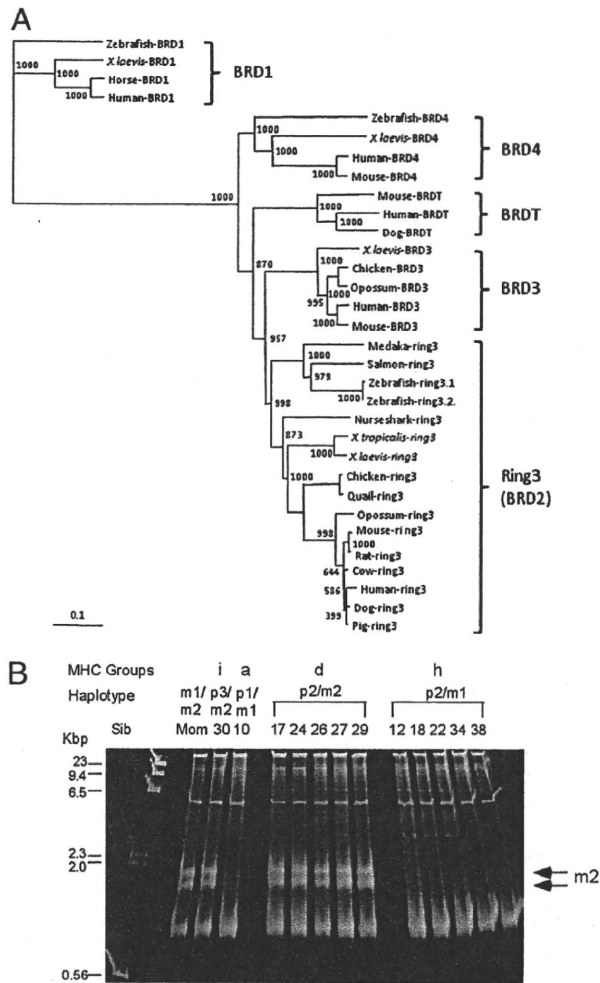 A
Zebrafish-BRD1
X.laevis-BRD1
Horse-BRD1
Human-BRD1
1000
1000
1000
BRD1
Zebrafish-BRD4
X.laevis-BRD4
Human-BRD4
Mouse-BRD4
1000
1000
1000
BRD4
1000
Mouse-BRDT
Human-BRDT
Dog-BRDT
1000
1000
BRDT
870
X.laevis-BRD3
Chicken-BRD3
Opossum-BRD3
Human-BRD3
Mouse-BRD3
1000
1000
995
1000
BRD3
957
Medaka-ring3
Salmon-ring3
Zebrafish-ring3.1
Zebrafish-ring3.2.
1000
979
1000
998
Nurseshark-ring3
X.tropicalis-ring3
X.laevis-ring3
873
1000
Chicken-ring3
Quail-ring3
1000
Opossum-ring3
Mouse-ring3
Rat-ring3
Cow-ring3
Human-ring3
Dog-ring3
Pig-ring3
998
1000
644
586
399
Ring3
(BRD2)
0.1
B
MHC Groups i a d h
Haplotype m1/ p3/ p1/ p2/m2 p2/m1
m2 m2 m1
Sib Mom 30 10 17 24 26 27 29 12 18 22 34 38
Kbp
23
9.4
6.5
2.3
2.0
m2
0.56